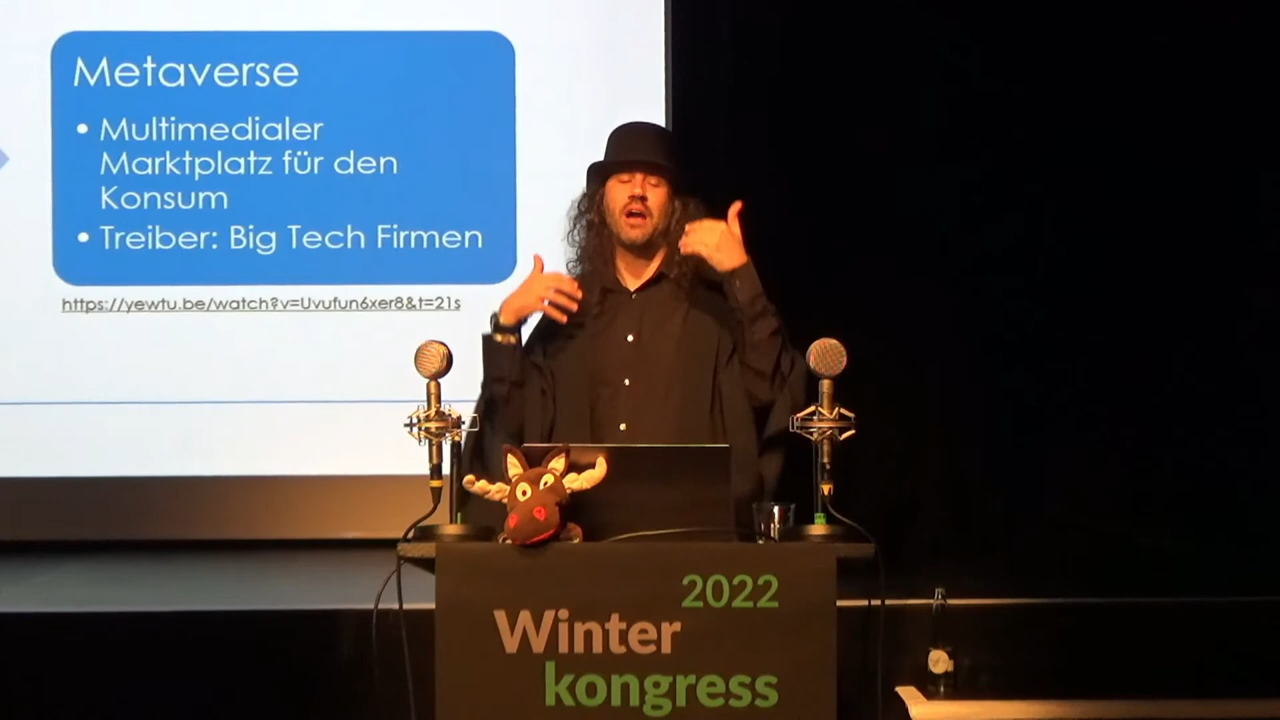 Metaverse
• Multimedialer
Marktplatz für den
Konsum
• Treiber: Big Tech Firmen
https://yewtu.be/watch?v=Uvufun6xer8&t=21s
2022
Winter
kongress